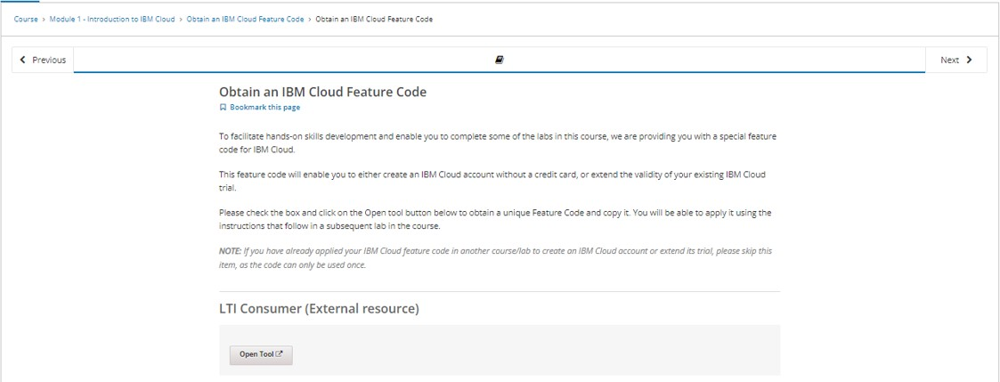 Course > Module 1 - Introduction to IBM Cloud > Obtain an IBM Cloud Feature Code > Obtain an IBM Cloud Feature Code
Previous
Next
Obtain an IBM Cloud Feature Code
Bookmark this page
To facilitate hands-on skills development and enable you to complete some of the labs in this course, we are providing you with a special feature
code for IBM Cloud.
This feature code will enable you to either create an IBM Cloud account without a credit card, or extend the validity of your existing IBM Cloud
trial.
Please check the box and click on the Open tool button below to obtain a unique Feature Code and copy it. You will be able to apply it using the
instructions that follow in a subsequent lab in the course.
NOTE: If you have already applied your IBM Cloud feature code in another course/lab to create an IBM Cloud account or extend its trial, please skip this
item, as the code can only be used once.
LTI Consumer (External resource)
Open Tool